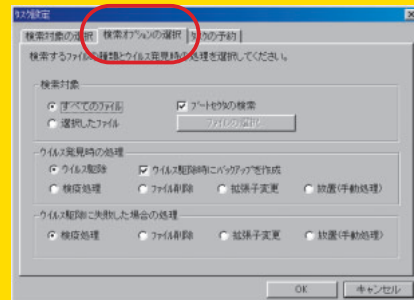 タスク設定
検索対象の選択 検索オプションの選択 タスクの予約
検索するファイルの種類とウイルス発見時の処理を選択してください。
検索対象
すべてのファイル ブートセクタの検索
選択したファイル ファイルの選択
ウイルス発見時の処理
ウイルス駆除 ウイルス駆除時にバックアップを作成
検疫処理 ファイル削除 拡張子変更 放置(手動処理)
ウイルス駆除に失敗した場合の処理
検疫処理 ファイル削除 拡張子変更 放置(手動処理)
OK キャンセル